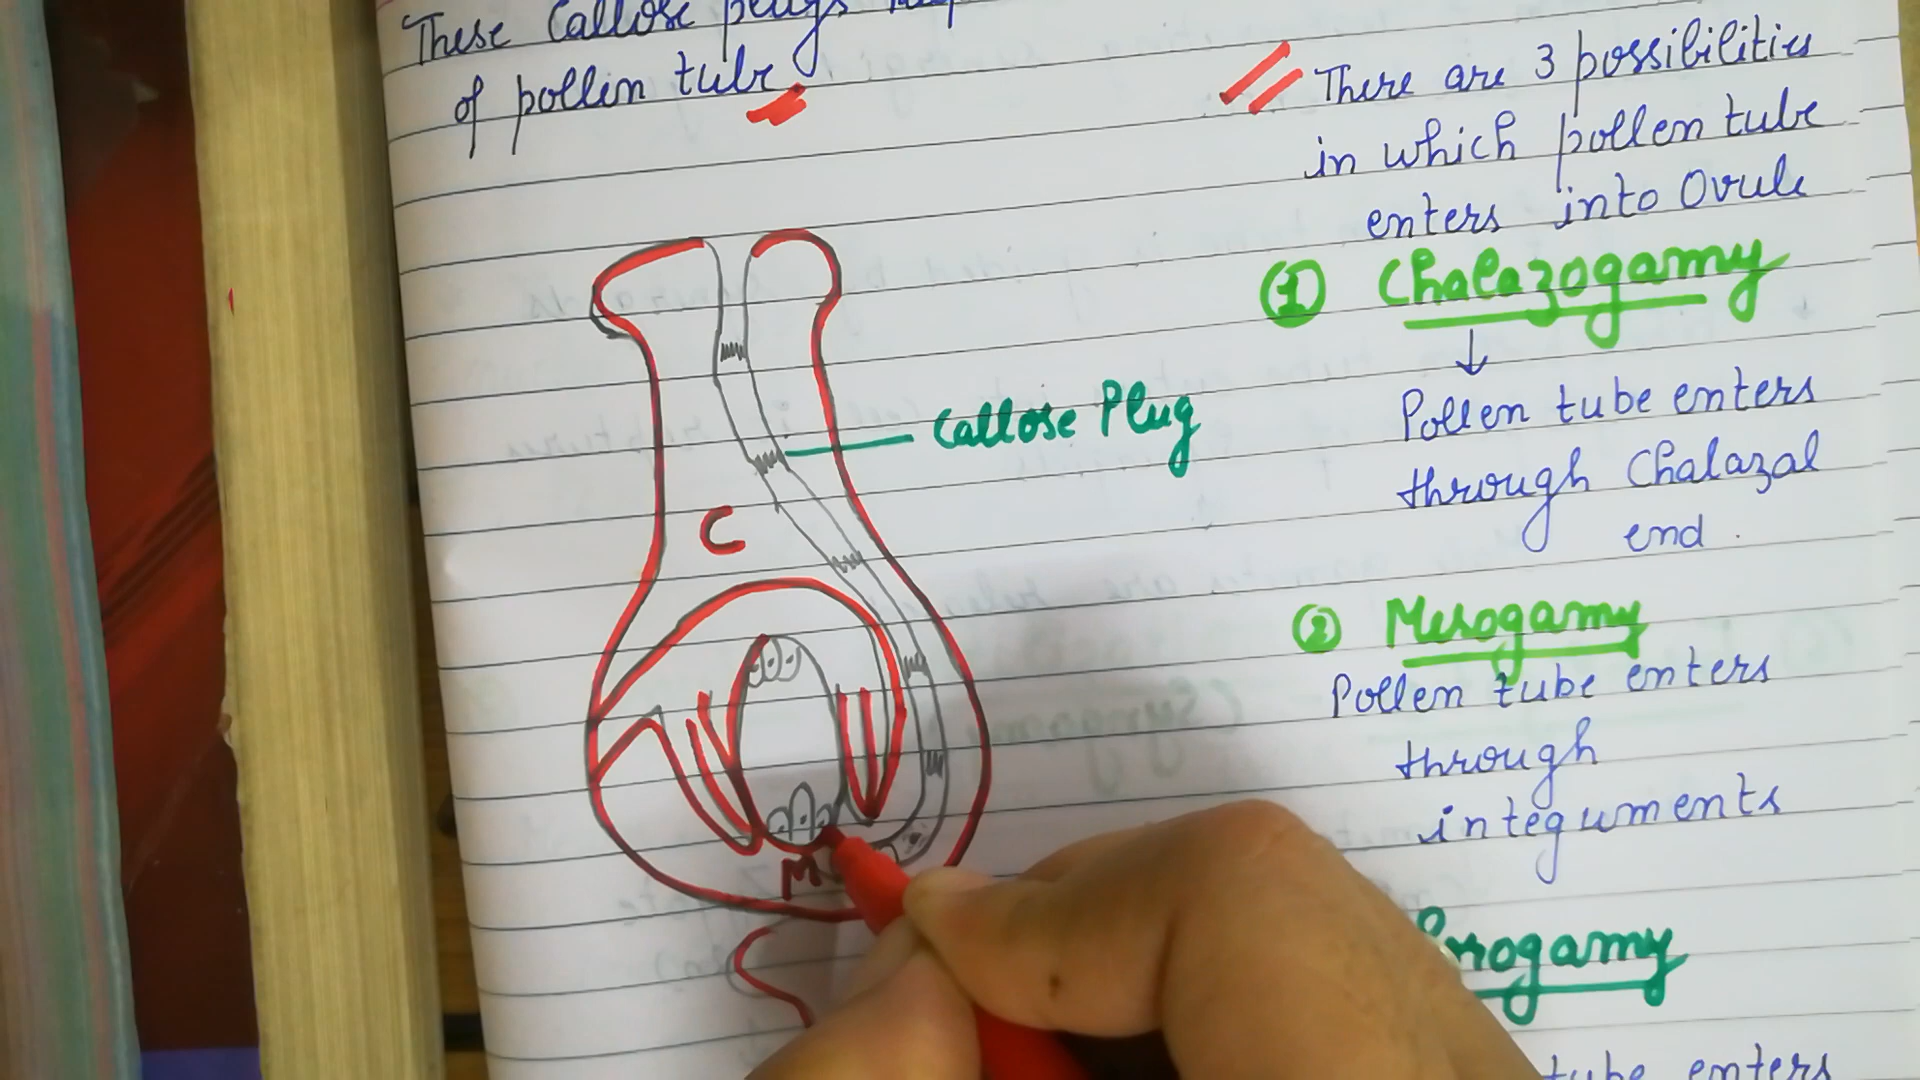 These Callose plugs
of pollen tube
There are 3 possibilities
in which pollen tube
enters into Ovule
① Chalazogamy
↓
Pollen tube enters
through Chalazal
end.
② Mesogamy
Pollen tube enters
through
integuments
rogamy
tube enters
Callose Plug
C
M